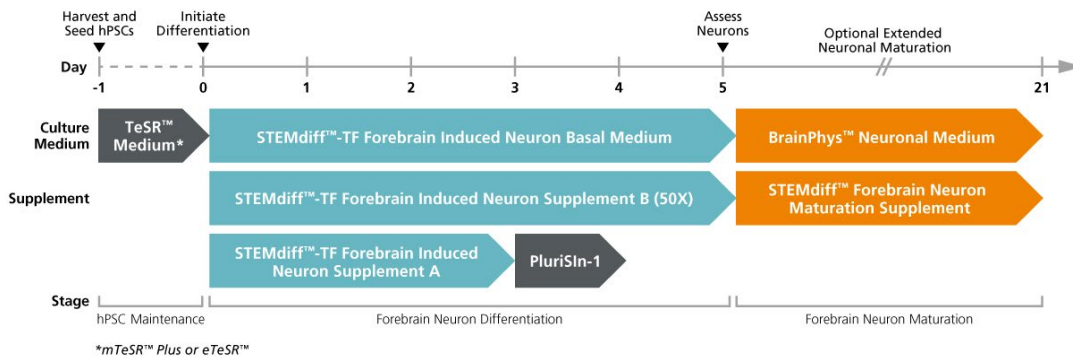 Harvest and
Seed hPSCs
Initiate
Differentiation
Assess
Neurons
Optional Extended
Neuronal Maturation
Day
-1 0 1 2 3 4 5 21
Culture
Medium
TeSR™
Medium*
STEMdiff™-TF Forebrain Induced Neuron Basal Medium
BrainPhys™ Neuronal Medium
Supplement
STEMdiff™-TF Forebrain Induced Neuron Supplement B (50X)
STEMdiff™ Forebrain Neuron
Maturation Supplement
STEMdiff™-TF Forebrain Induced
Neuron Supplement A
PluriSIn-1
Stage
hPSC Maintenance
Forebrain Neuron Differentiation
Forebrain Neuron Maturation
*mTeSR™ Plus or eTeSR™